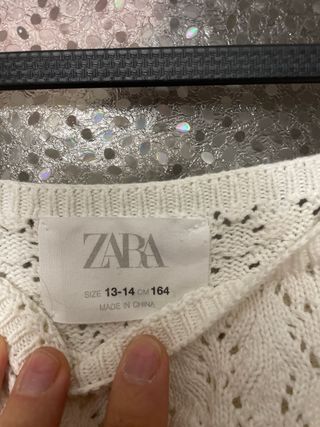 ZARA
SIZE 13-14 CM 164
MADE IN CHINA